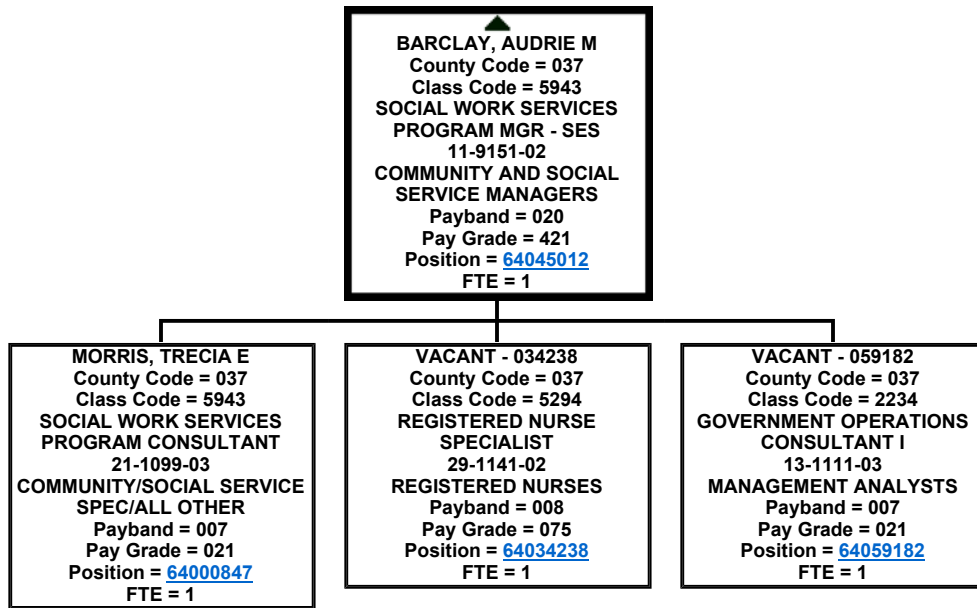 BARCLAY, AUDRIE M
County Code = 037
Class Code = 5943
SOCIAL WORK SERVICES
PROGRAM MGR - SES
11-9151-02
COMMUNITY AND SOCIAL
SERVICE MANAGERS
Payband = 020
Pay Grade = 421
Position = 64045012
FTE = 1
MORRIS, TRECIA E
County Code = 037
Class Code = 5943
SOCIAL WORK SERVICES
PROGRAM CONSULTANT
21-1099-03
COMMUNITY/SOCIAL SERVICE
SPEC/ALL OTHER
Payband = 007
Pay Grade = 021
Position = 64000847
FTE = 1
VACANT - 034238
County Code = 037
Class Code = 5294
REGISTERED NURSE
SPECIALIST
29-1141-02
REGISTERED NURSES
Payband = 008
Pay Grade = 075
Position = 64034238
FTE = 1
VACANT - 059182
County Code = 037
Class Code = 2234
GOVERNMENT OPERATIONS
CONSULTANT I
13-1111-03
MANAGEMENT ANALYSTS
Payband = 007
Pay Grade = 021
Position = 64059182
FTE = 1